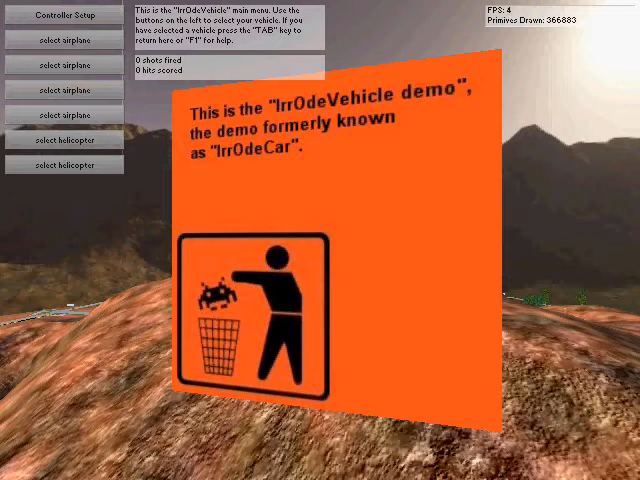 Controller Setup
select airplane
select airplane
select airplane
select airplane
select helicopter
select helicopter
This is the "IrrOdeVehicle" main menu. Use the
buttons on the left to select your vehicle. If you
have selected a vehicle press the "TAB" key to
return here or "F1" for help.
0 shots fired
0 hits scored
FPS: 4
Primives Drawn: 366883
This is the "IrrOdeVehicle demo",
the demo formerly known
as "IrrOdeCar".